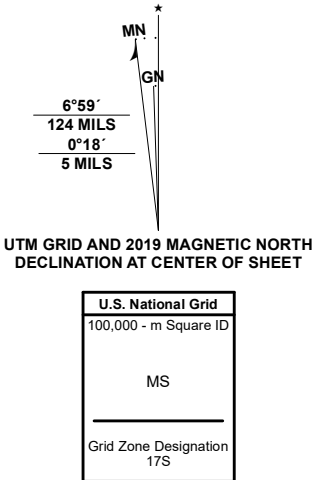 ★
MN
GN
6°59´
124 MILS
0°18´
5 MILS
UTM GRID AND 2019 MAGNETIC NORTH
DECLINATION AT CENTER OF SHEET
U.S. National Grid
100,000 - m Square ID
MS
Grid Zone Designation
17S